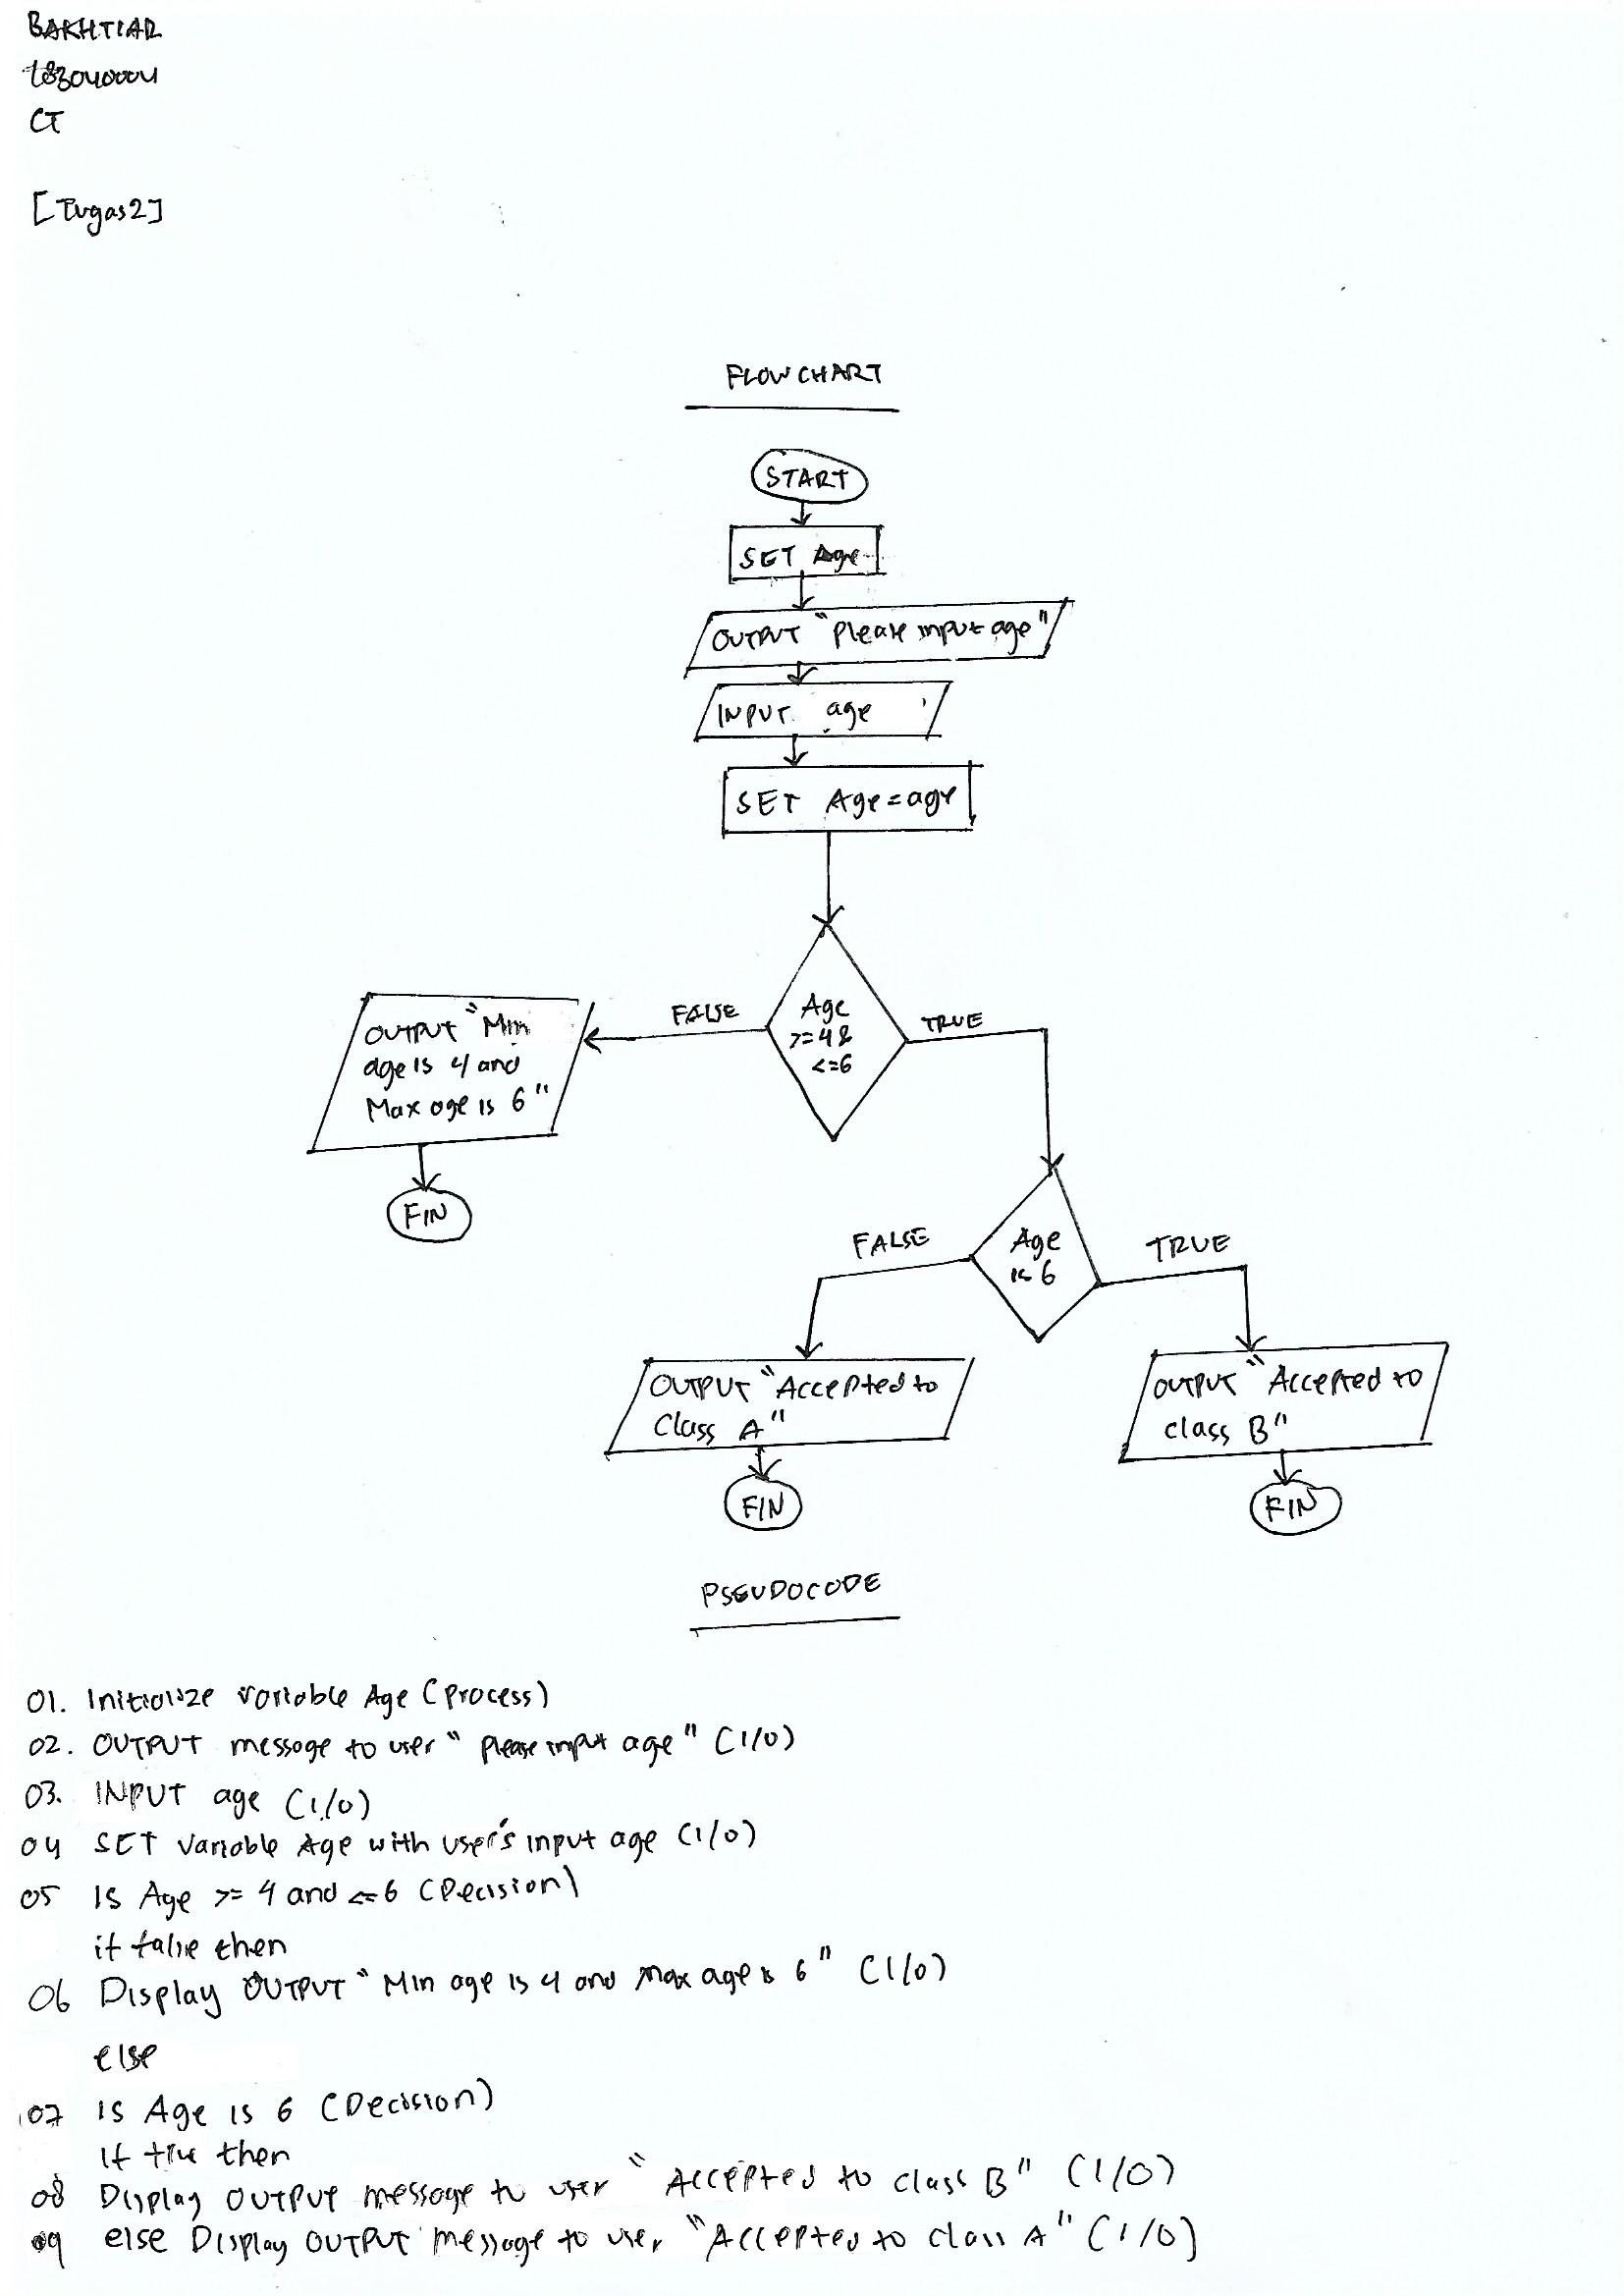 BAKHTIAR
183040004
CT
[Tugas2]
FLOWCHART
START
SET Age
OUTPUT "Please input age"
INPUT age
SET Age=age
Age
>=4 &
<=6
FALSE
TRUE
OUTPUT "Min
age is 4 and
Max age is 6"
FIN
Age
is 6
FALSE
TRUE
OUTPUT "Accepted to
Class A"
FIN
OUTPUT "Accepted to
class B"
FIN
PSEUDOCODE
01. Initialize variable Age (Process)
02. OUTPUT message to user "Please input age" (I/O)
03. INPUT age (I/O)
04 SET Variable Age with user's input age (I/O)
05 Is Age >= 4 and <=6 (Decision)
if false then
06 Display OUTPUT "Min age is 4 and max age is 6" (I/O)
else
07 Is Age is 6 (Decision)
If true then
08 Display OUTPUT message to user "Accepted to class B" (I/O)
09 else Display OUTPUT message to user "Accepted to class A" (I/O)